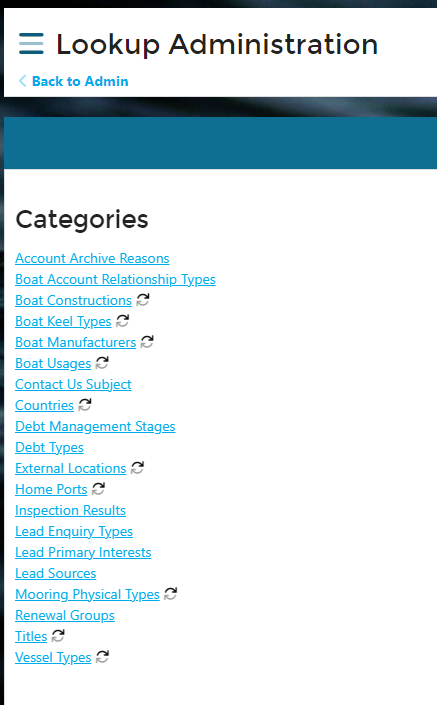 Lookup Administration
Back to Admin
Categories
Account Archive Reasons
Boat Account Relationship Types
Boat Constructions
Boat Keel Types
Boat Manufacturers
Boat Usages
Contact Us Subject
Countries
Debt Management Stages
Debt Types
External Locations
Home Ports
Inspection Results
Lead Enquiry Types
Lead Primary Interests
Lead Sources
Mooring Physical Types
Renewal Groups
Titles
Vessel Types